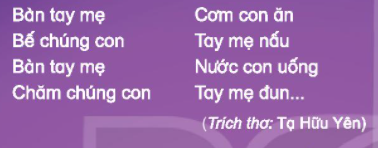 Bàn tay mẹ
Bế chúng con
Bàn tay mẹ
Chăm chúng con
Cơm con ăn
Tay mẹ nấu
Nước con uống
Tay mẹ đun...
(Trích thơ: Tạ Hữu Yên)